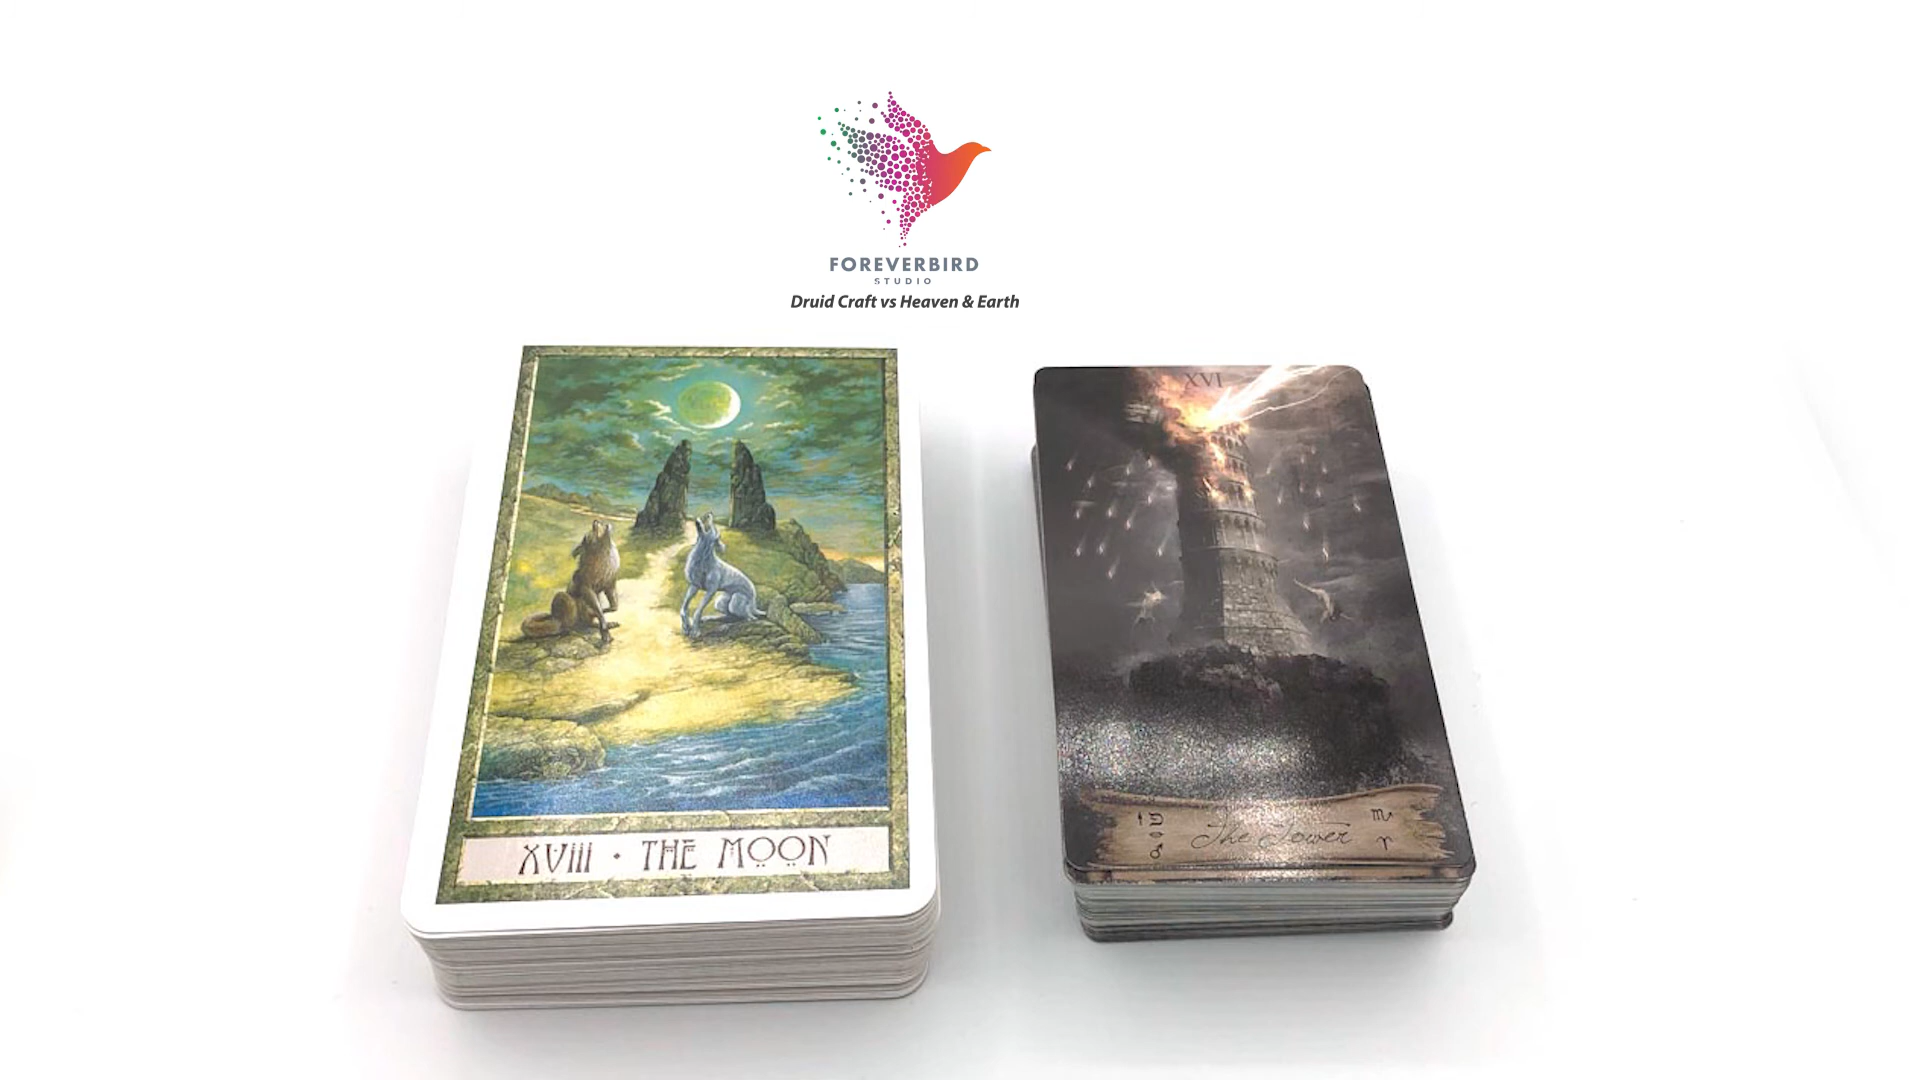 FOREVERBIRD
STUDIO
Druid Craft vs Heaven & Earth
XVI
XVIII • THE MOON
The Tower